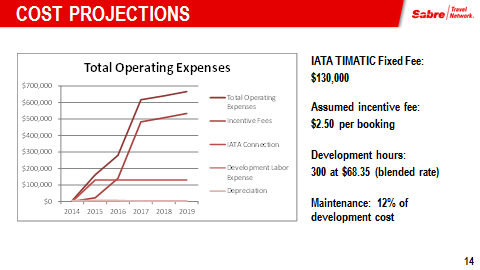 COST PROJECTIONS
Sabre Travel
Network.
Total Operating Expenses
$700,000
$600,000
$500,000
$400,000
$300,000
$200,000
$100,000
$0
2014 2015 2016 2017 2018 2019
Total Operating
Expenses
Incentive Fees
IATA Connection
Development Labor
Expense
Depreciation
IATA TIMATIC Fixed Fee:
$130,000
Assumed incentive fee:
$2.50 per booking
Development hours:
300 at $68.35 (blended rate)
Maintenance: 12% of
development cost
14